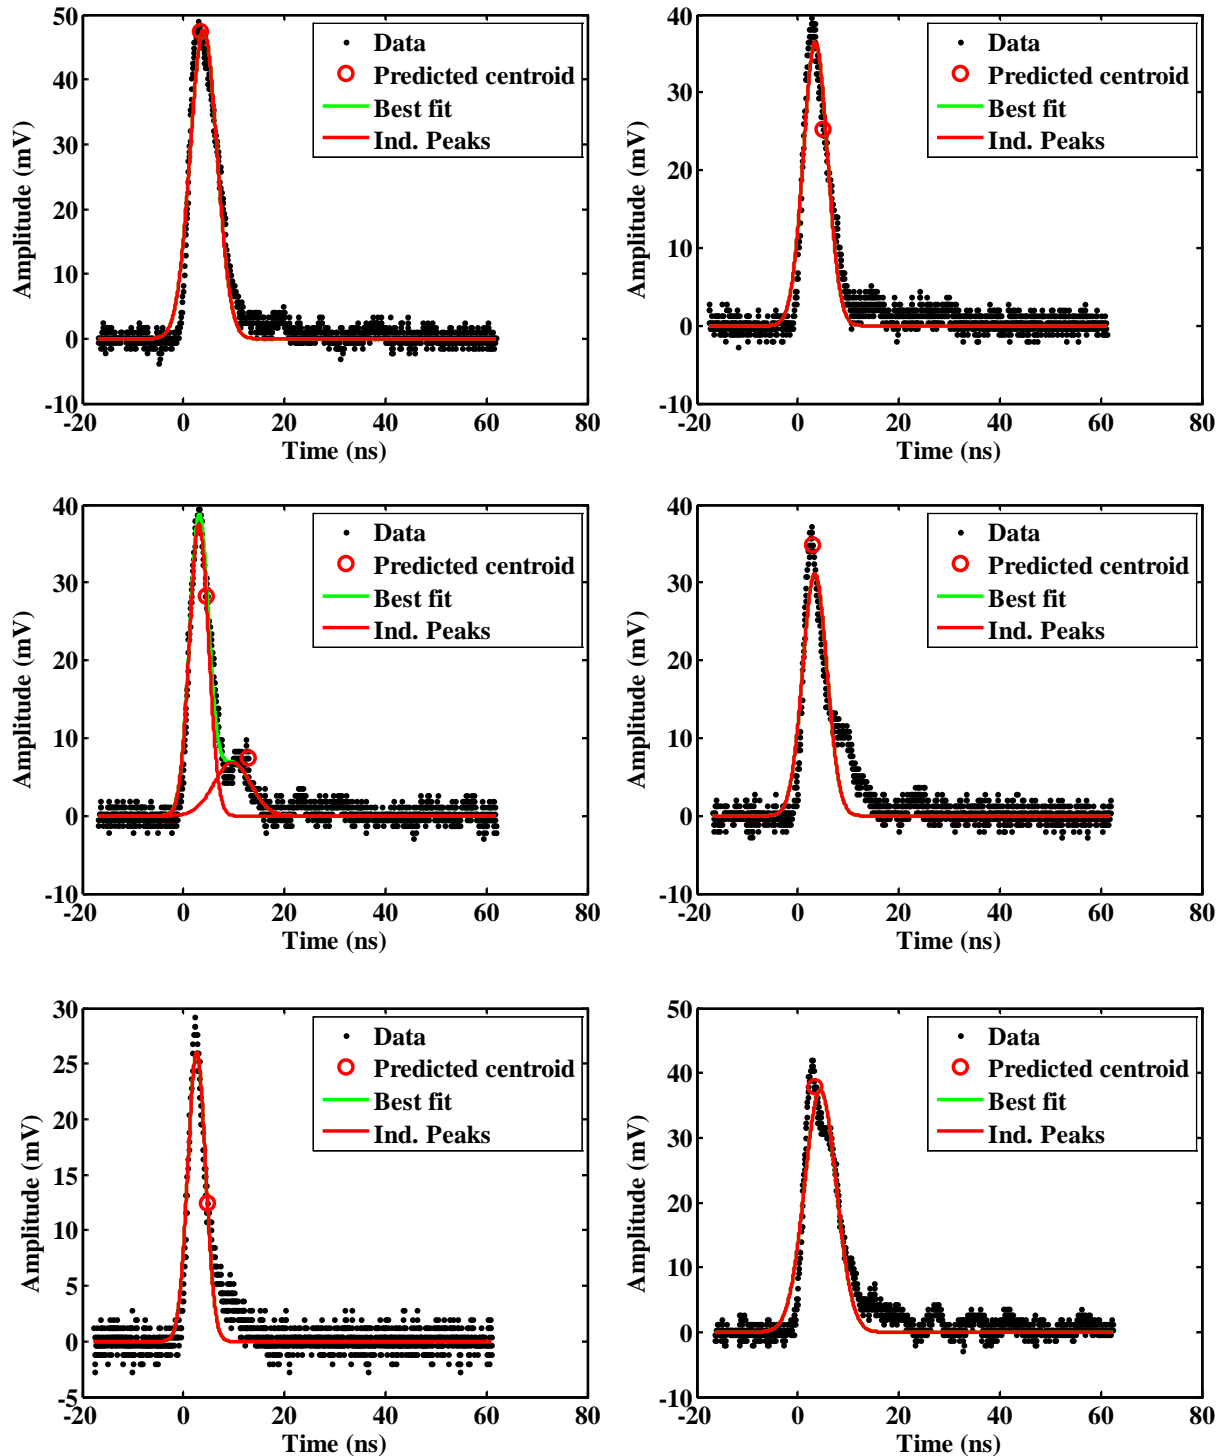 50
40
30
20
10
0
-10
-20 0 20 40 60 80
Time (ns)
Amplitude (mV)
Data
Predicted centroid
Best fit
Ind. Peaks
40
30
20
10
0
-10
-20 0 20 40 60 80
Time (ns)
Amplitude (mV)
Data
Predicted centroid
Best fit
Ind. Peaks
40
30
20
10
0
-10
-20 0 20 40 60 80
Time (ns)
Amplitude (mV)
Data
Predicted centroid
Best fit
Ind. Peaks
40
30
20
10
0
-10
-20 0 20 40 60 80
Time (ns)
Amplitude (mV)
Data
Predicted centroid
Best fit
Ind. Peaks
30
25
20
15
10
5
0
-5
-20 0 20 40 60 80
Time (ns)
Amplitude (mV)
Data
Predicted centroid
Best fit
Ind. Peaks
50
40
30
20
10
0
-10
-20 0 20 40 60 80
Time (ns)
Amplitude (mV)
Data
Predicted centroid
Best fit
Ind. Peaks